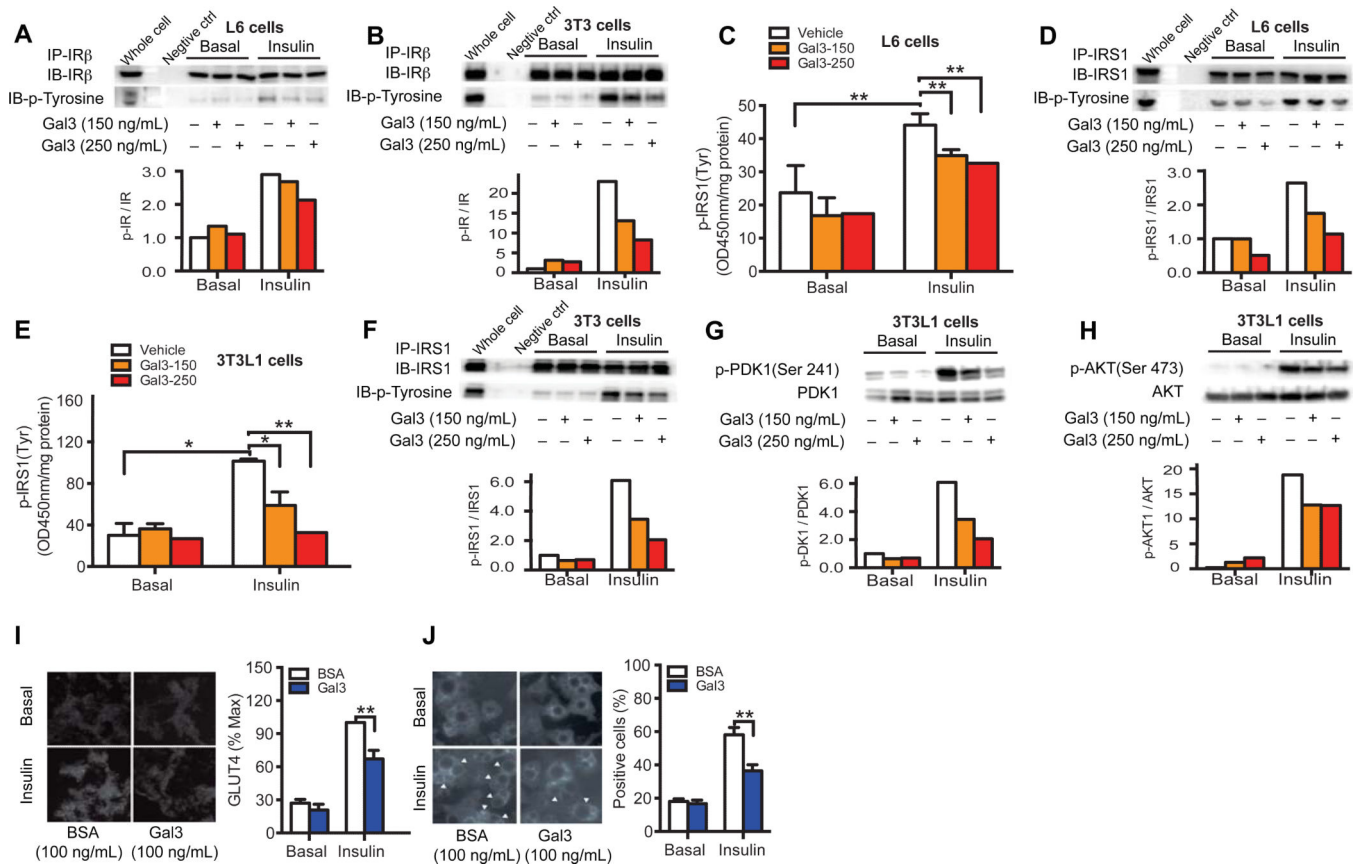 A
L6 cells
Whole cell
Negtive ctrl
Basal
Insulin
IP-IRβ
IB-IRβ
IB-p-Tyrosine
Gal3 (150 ng/mL) – + – – + –
Gal3 (250 ng/mL) – – + – – +
p-IR / IR
3.0
2.0
1.0
0.0
Basal
Insulin
B
3T3 cells
Whole cell
Negtive ctrl
Basal
Insulin
IP-IRβ
IB-IRβ
IB-p-Tyrosine
Gal3 (150 ng/mL) – + – – + –
Gal3 (250 ng/mL) – – + – – +
p-IR / IR
20
15
10
5
0
Basal
Insulin
C
Vehicle
Gal3-150
Gal3-250
L6 cells
**
**
**
p-IRS1(Tyr)
(OD450nm/mg protein)
50
40
30
20
10
0
Basal
Insulin
D
L6 cells
Whole cell
Negtive ctrl
Basal
Insulin
IP-IRS1
IB-IRS1
IB-p-Tyrosine
Gal3 (150 ng/mL) – + – – + –
Gal3 (250 ng/mL) – – + – – +
p-IRS1 / IRS1
3.0
2.0
1.0
0.0
Basal
Insulin
E
Vehicle
Gal3-150
Gal3-250
3T3L1 cells
*
*
**
p-IRS1(Tyr)
(OD450nm/mg protein)
160
120
80
40
0
Basal
Insulin
F
3T3 cells
Whole cell
Negtive ctrl
Basal
Insulin
IP-IRS1
IB-IRS1
IB-p-Tyrosine
Gal3 (150 ng/mL) – + – – + –
Gal3 (250 ng/mL) – – + – – +
p-IRS1 / IRS1
6.0
4.0
2.0
0.0
Basal
Insulin
G
3T3L1 cells
Basal
Insulin
p-PDK1(Ser 241)
PDK1
Gal3 (150 ng/mL) – + – – + –
Gal3 (250 ng/mL) – – + – – +
p-DK1 / PDK1
6.0
4.0
2.0
0.0
Basal
Insulin
H
3T3L1 cells
Basal
Insulin
p-AKT(Ser 473)
AKT
Gal3 (150 ng/mL) – + – – + –
Gal3 (250 ng/mL) – – + – – +
p-AKT1 / AKT
20
15
10
5
0
Basal
Insulin
I
Basal
Insulin
BSA
(100 ng/mL)
Gal3
(100 ng/mL)
BSA
Gal3
**
GLUT4 (% Max)
150
120
90
60
30
0
Basal
Insulin
J
Basal
Insulin
BSA
(100 ng/mL)
Gal3
(100 ng/mL)
BSA
Gal3
**
Positive cells (%)
100
80
60
40
20
0
Basal
Insulin